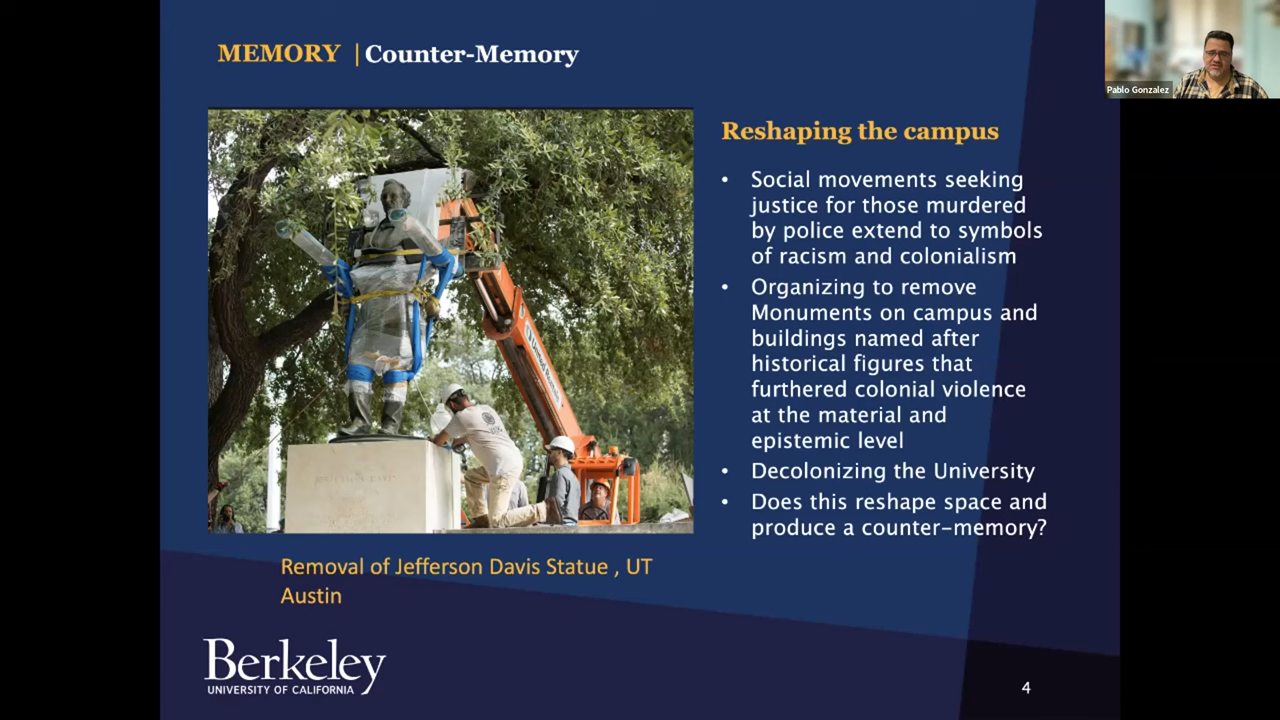 MEMORY | Counter-Memory
Pablo Gonzalez
Reshaping the campus
• Social movements seeking
justice for those murdered
by police extend to symbols
of racism and colonialism
• Organizing to remove
Monuments on campus and
buildings named after
historical figures that
furthered colonial violence
at the material and
epistemic level
• Decolonizing the University
• Does this reshape space and
produce a counter-memory?
Removal of Jefferson Davis Statue , UT
Austin
Berkeley
UNIVERSITY OF CALIFORNIA
4